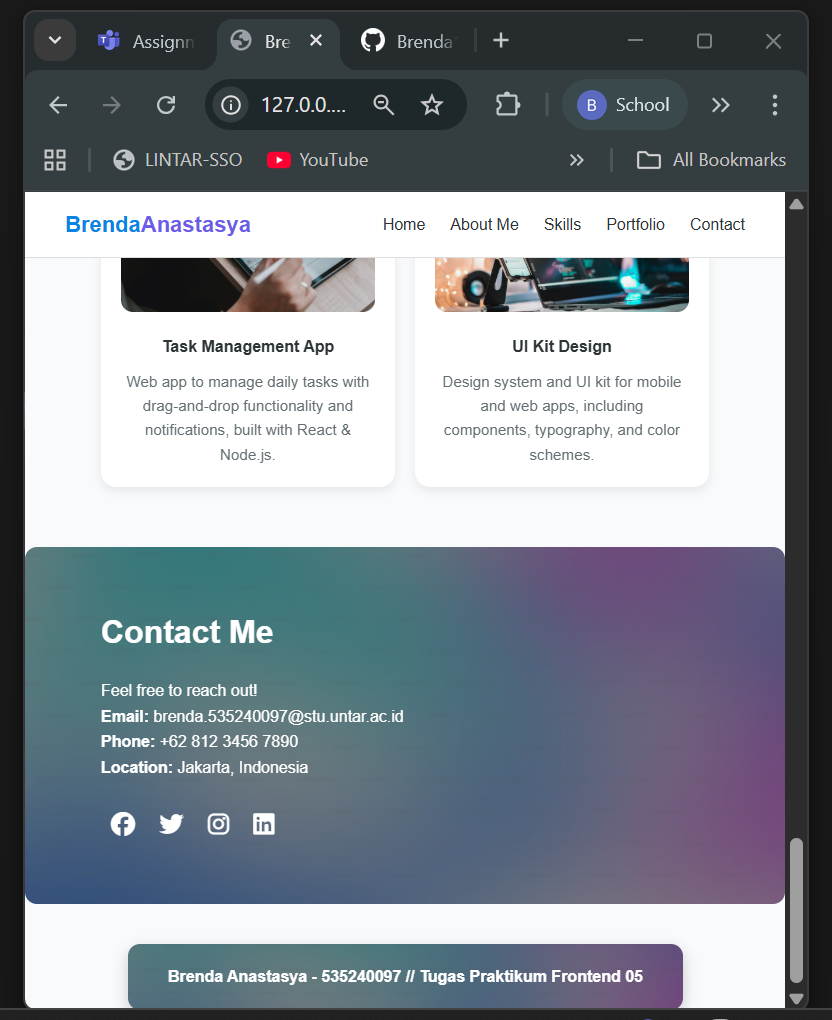 Assignn
Bre
Brenda
127.0.0....
B School
LINTAR-SSO
YouTube
All Bookmarks
BrendaAnastasya
Home
About Me
Skills
Portfolio
Contact
Task Management App
Web app to manage daily tasks with
drag-and-drop functionality and
notifications, built with React &
Node.js.
UI Kit Design
Design system and UI kit for mobile
and web apps, including
components, typography, and color
schemes.
Contact Me
Feel free to reach out!
Email: brenda.535240097@stu.untar.ac.id
Phone: +62 812 3456 7890
Location: Jakarta, Indonesia
Brenda Anastasya - 535240097 // Tugas Praktikum Frontend 05